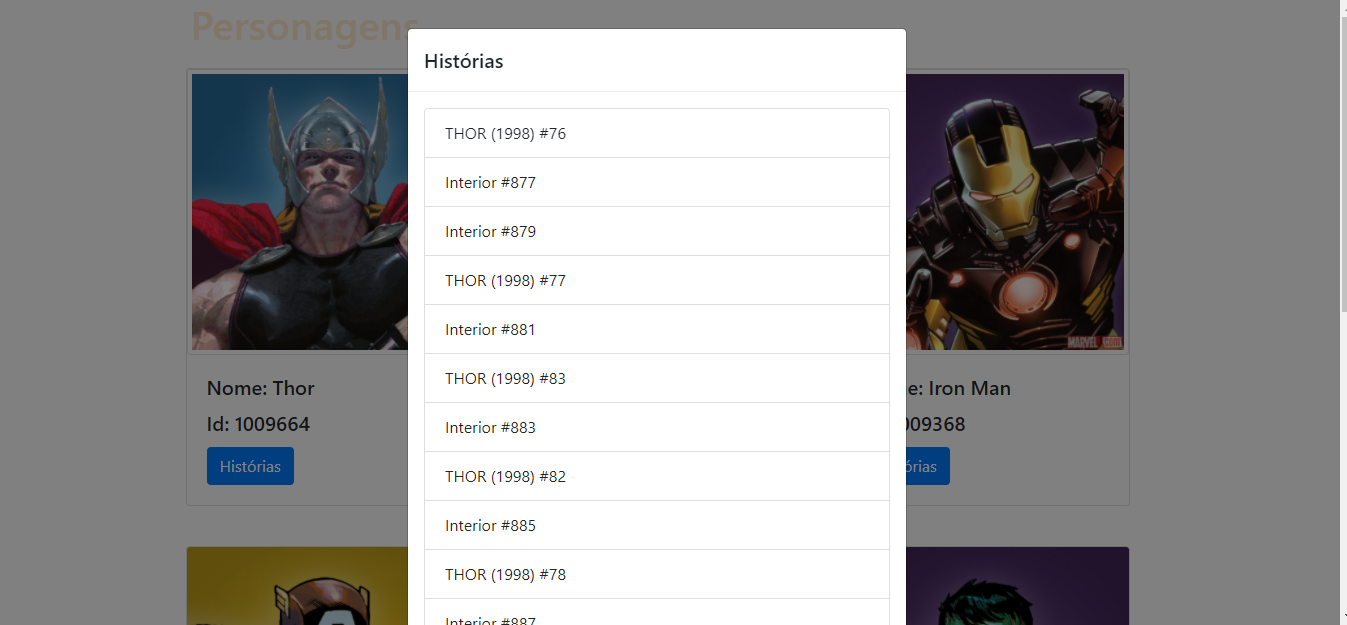 Personagens
Histórias
THOR (1998) #76
Interior #877
Interior #879
THOR (1998) #77
Interior #881
THOR (1998) #83
Interior #883
THOR (1998) #82
Interior #885
THOR (1998) #78
Interior #887
MARVEL.COM
Nome: Thor
Id: 1009664
Histórias
e: Iron Man
009368
órias